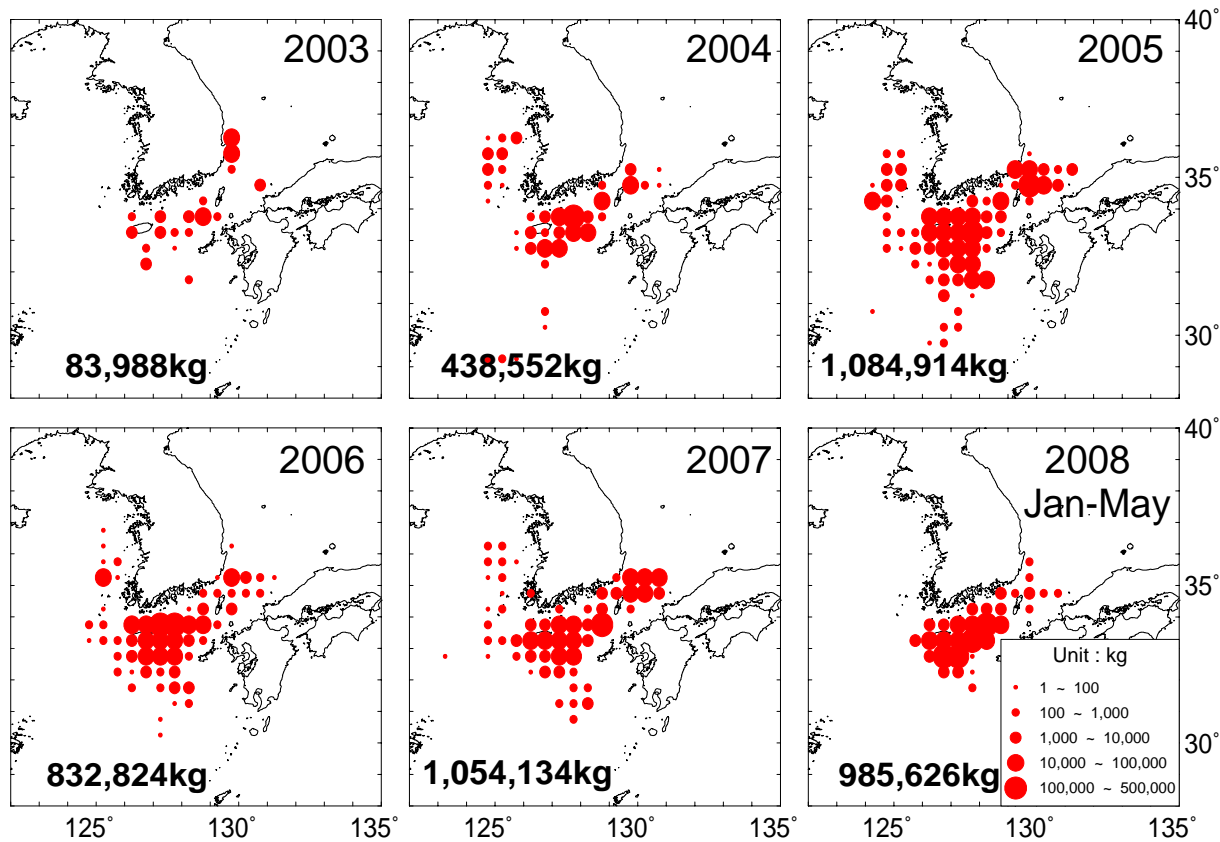 2003
2004
2005
40°
35°
30°
83,988kg
438,552kg
1,084,914kg
2006
2007
2008
Jan-May
40°
35°
30°
Unit : kg
1 ~ 100
100 ~ 1,000
1,000 ~ 10,000
10,000 ~ 100,000
100,000 ~ 500,000
832,824kg
1,054,134kg
985,626kg
125 130 135° 125 130 135° 125 130 135°